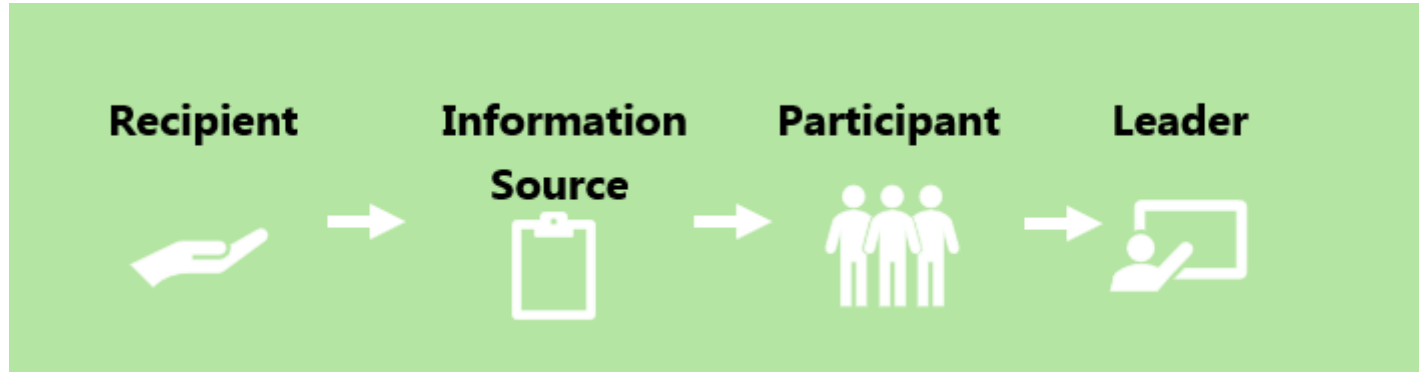 Recipient
Information
Source
Participant
Leader